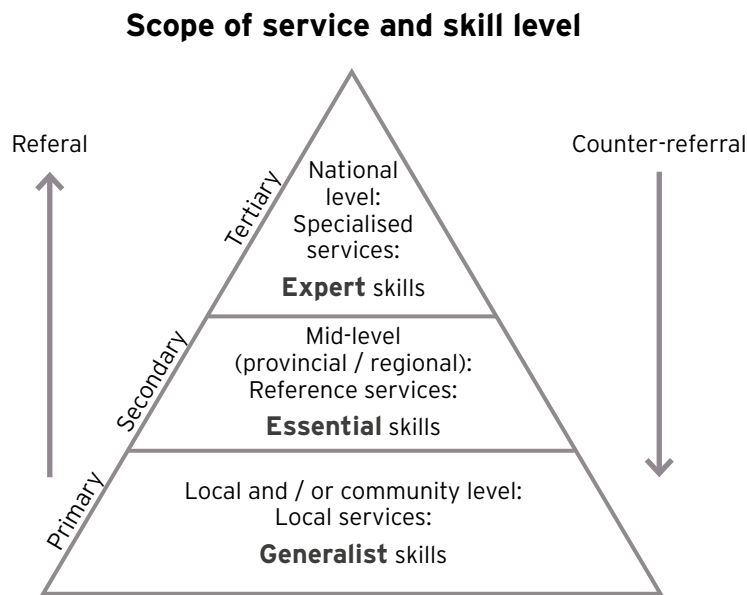 Scope of service and skill level
Referal
Counter-referral
Tertiary
National
level:
Specialised
services:
Expert skills
Secondary
Mid-level
(provincial / regional):
Reference services:
Essential skills
Primary
Local and / or community level:
Local services:
Generalist skills